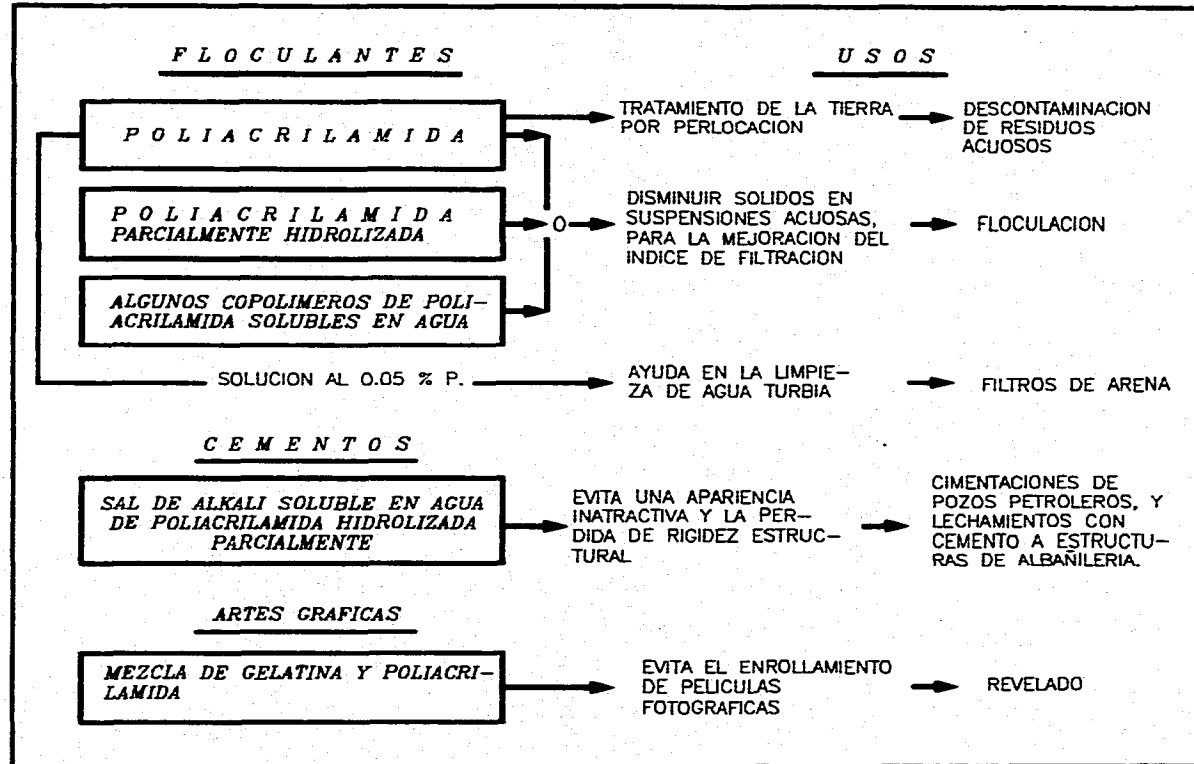 FLOCULANTES
USOS
POLIACRILAMIDA
TRATAMIENTO DE LA TIERRA
POR PERLOCACION
DESCONTAMINACION
DE RESIDUOS
ACUOSOS
POLIACRILAMIDA
PARCIALMENTE HIDROLIZADA
O
DISMINUIR SOLIDOS EN
SUSPENSIONES ACUOSAS,
PARA LA MEJORACION DEL
INDICE DE FILTRACION
FLOCULACION
ALGUNOS COPOLIMEROS DE POLI-
ACRILAMIDA SOLUBLES EN AGUA
SOLUCION AL 0.05 % P.
AYUDA EN LA LIMPIE-
ZA DE AGUA TURBIA
FILTROS DE ARENA
CEMENTOS
SAL DE ALKALI SOLUBLE EN AGUA
DE POLIACRILAMIDA HIDROLIZADA
PARCIALMENTE
EVITA UNA APARIENCIA
INATRACTIVA Y LA PER-
DIDA DE RIGIDEZ ESTRUC-
TURAL
CIMENTACIONES DE
POZOS PETROLEROS, Y
LECHAMIENTOS CON
CEMENTO A ESTRUCTU-
RAS DE ALBAÑILERIA.
ARTES GRAFICAS
MEZCLA DE GELATINA Y POLIACRI-
LAMIDA
EVITA EL ENROLLAMIENTO
DE PELICULAS
FOTOGRAFICAS
REVELADO